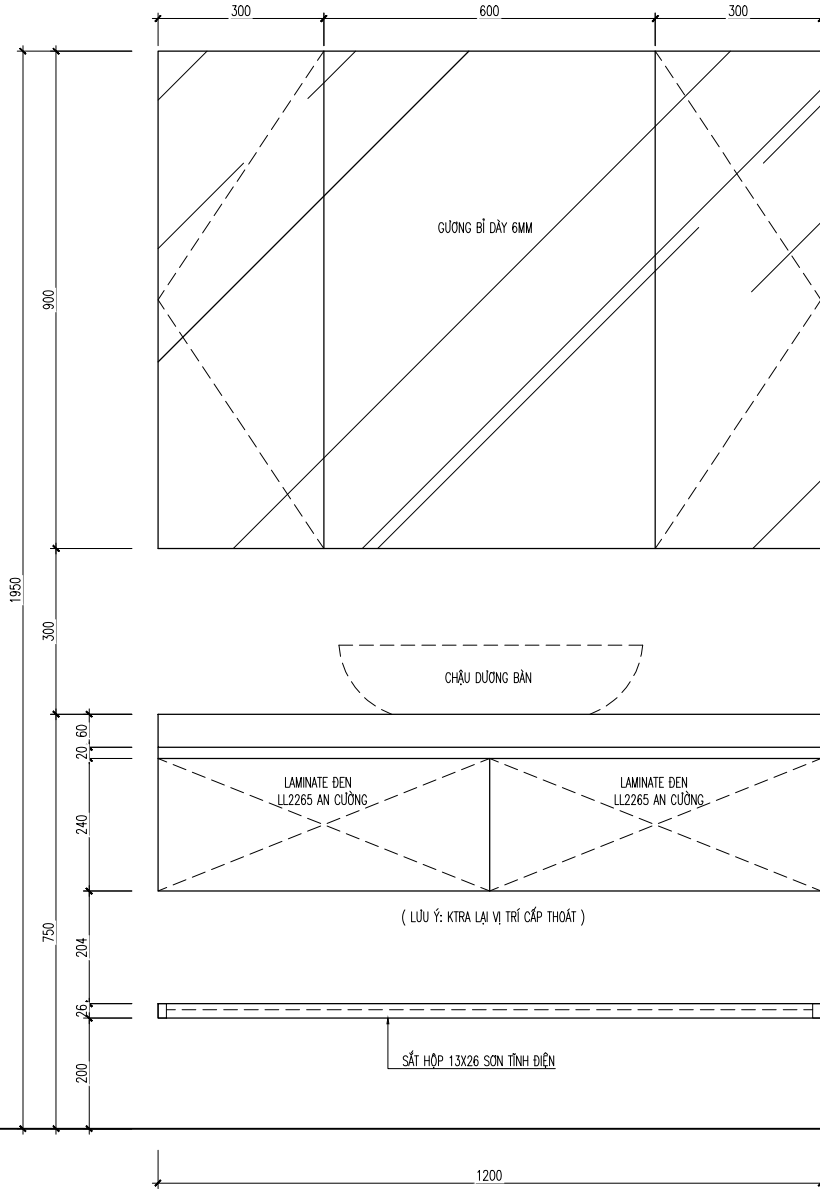 300
600
300
GƯƠNG BỈ DÀY 6MM
900
1950
300
CHẬU DƯƠNG BÀN
60
20
LAMINATE ĐEN
LL2265 AN CƯỜNG
LAMINATE ĐEN
LL2265 AN CƯỜNG
240
( LƯU Ý: KTRA LẠI VỊ TRÍ CẤP THOÁT )
750
204
26
SẮT HỘP 13X26 SƠN TĨNH ĐIỆN
200
1200